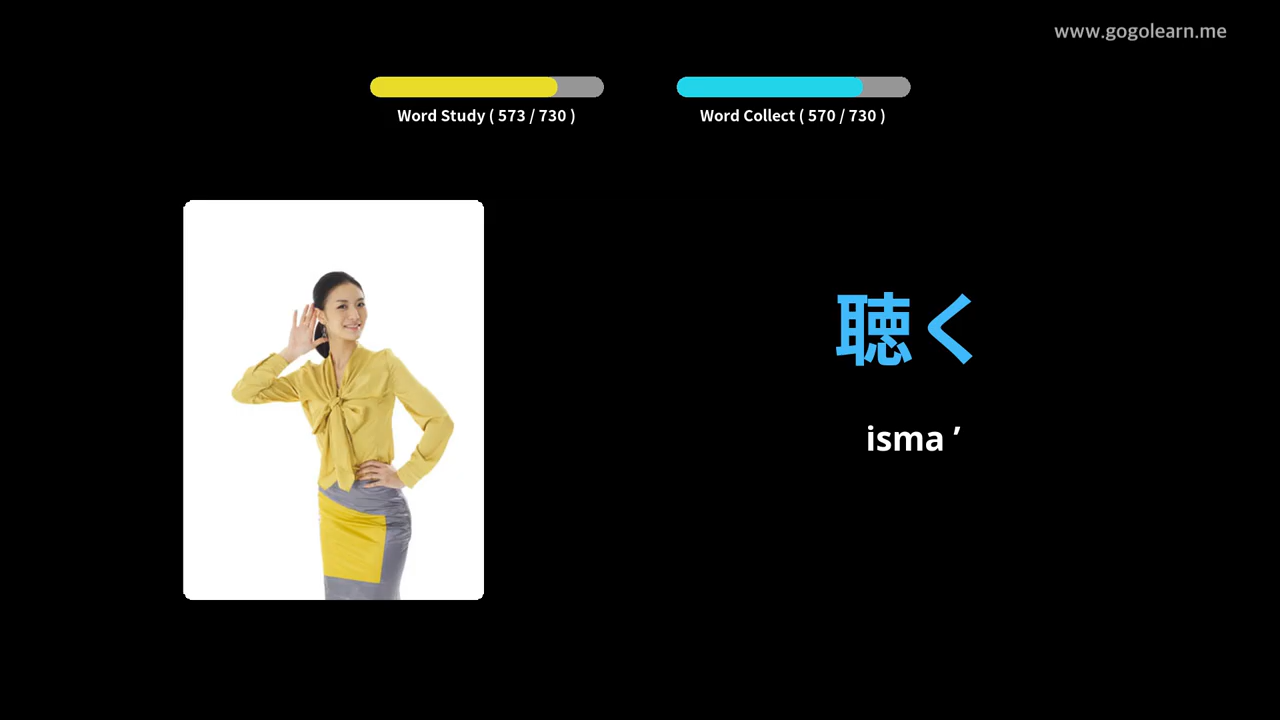 www.gogolearn.me
Word Study ( 573 / 730 )
Word Collect ( 570 / 730 )
聴く
isma ’